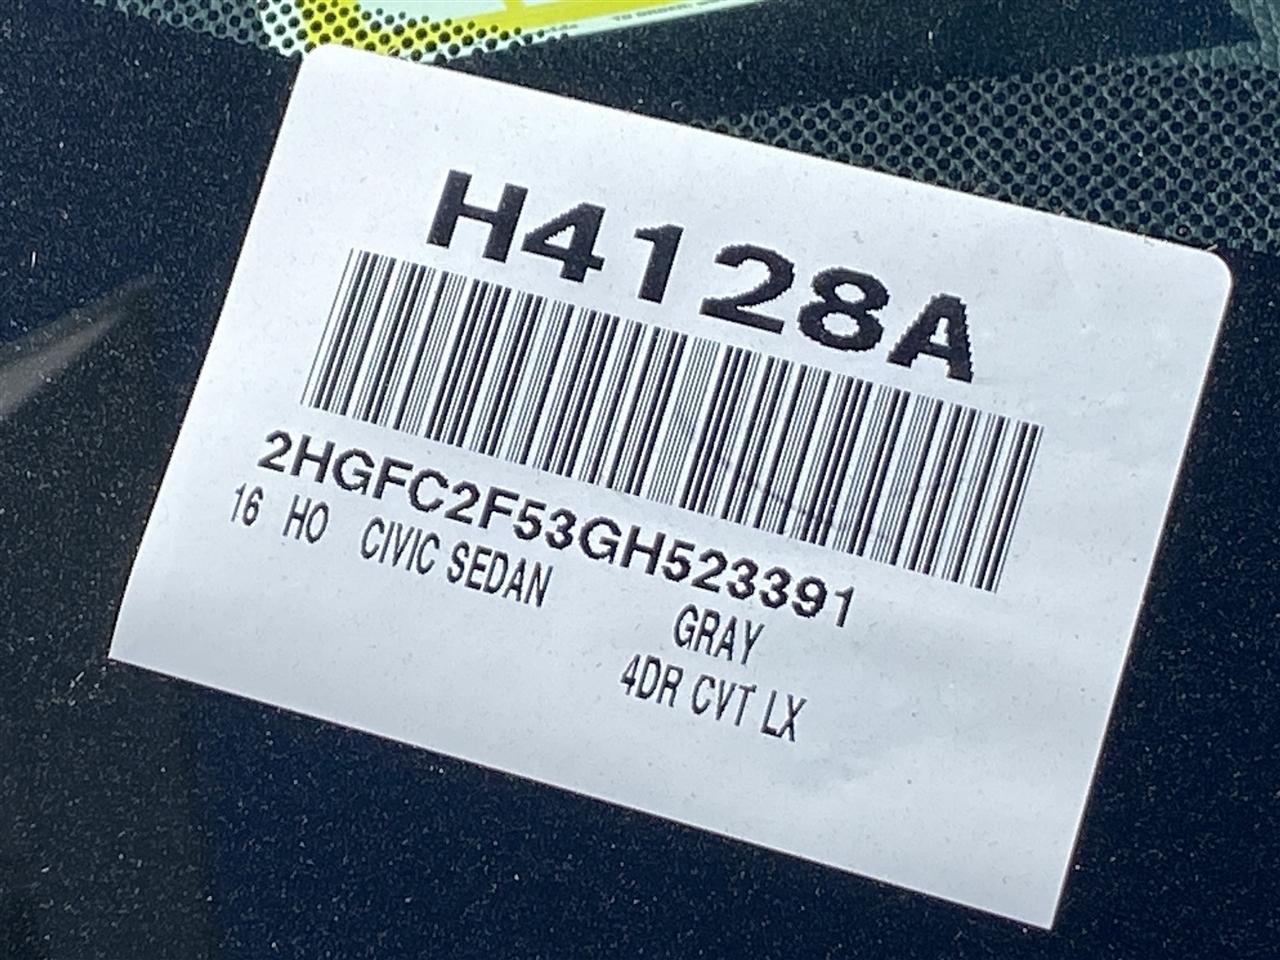 H4128A
2HGFC2F53GH523391
16 HO CIVIC SEDAN
GRAY
4DR CVT LX